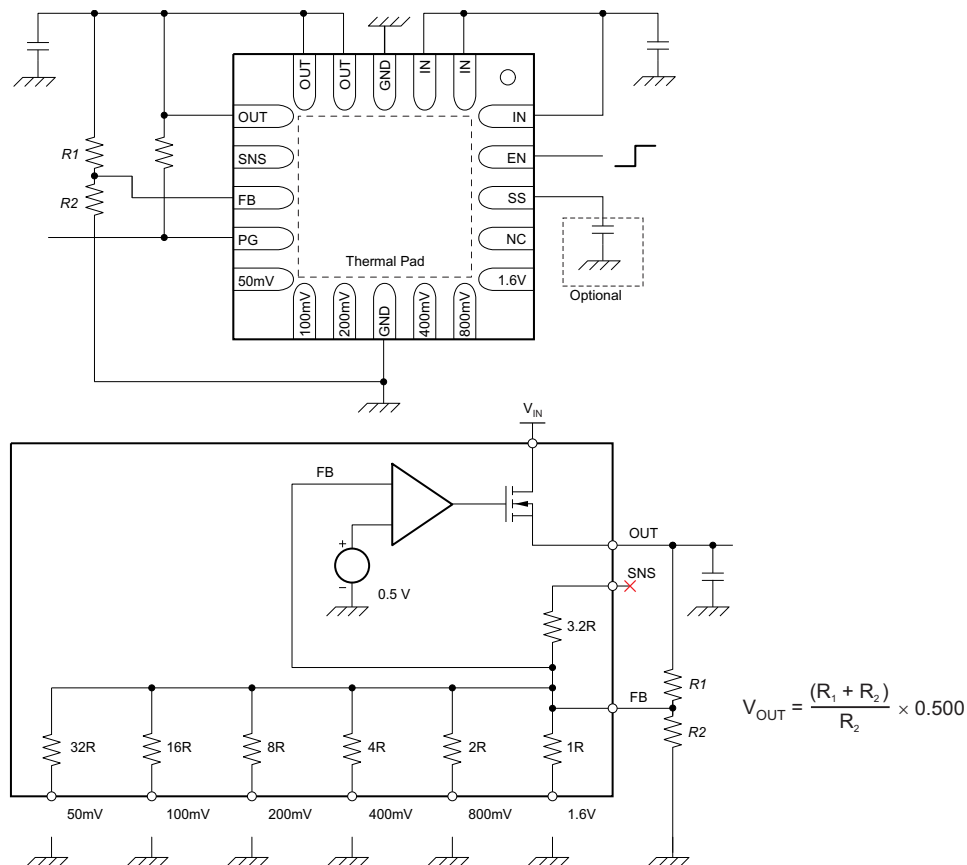 OUT
OUT
GND
IN
IN
OUT
IN
R1
SNS
EN
R2
FB
SS
PG
NC
Thermal Pad
50mV
1.6V
Optional
100mV
200mV
GND
400mV
800mV
VIN
FB
OUT
+
SNS
–
0.5 V
3.2R
FB
R1
VOUT = (R1 + R2) / R2 × 0.500
R2
32R
16R
8R
4R
2R
1R
50mV
100mV
200mV
400mV
800mV
1.6V